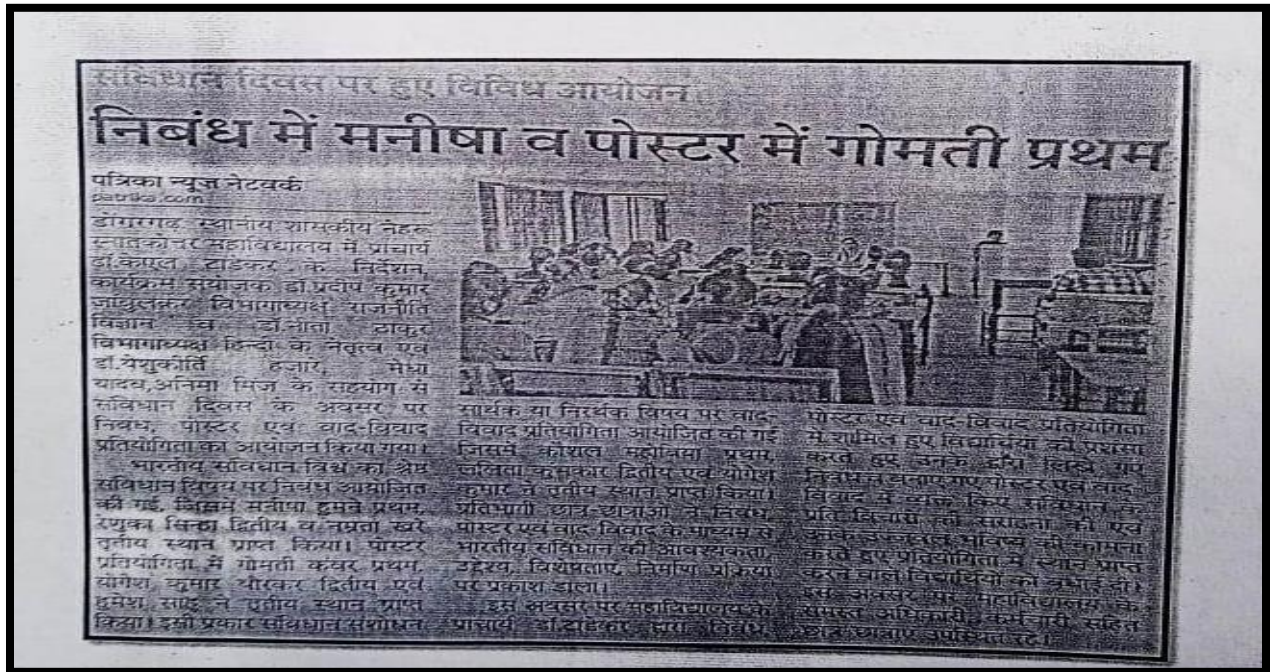 संविधान दिवस पर हुए विविध आयोजन
निबंध में मनीषा व पोस्टर में गोमती प्रथम
पत्रिका न्यूज नेटवर्क
patrika.com
डोंगरगढ़ स्थानीय शासकीय नेहरू
स्नातकोत्तर महाविद्यालय में प्राचार्य
डॉ.केएल टांडेकर के निर्देशन,
कार्यक्रम संयोजक डॉ.प्रदीप कुमार
जांबुलकर विभागाध्यक्ष राजनीति
विज्ञान व डॉ.नीता ठाकुर
विभागाध्यक्ष हिन्दी के नेतृत्व एवं
डॉ.येशुकीर्ति हजार, मेधा
यादव,अनिमा मिंज के सहयोग से
संविधान दिवस के अवसर पर
निबंध, पोस्टर एवं वाद-विवाद
प्रतियोगिता का आयोजन किया गया।
भारतीय संविधान विश्व का श्रेष्ठ
संविधान विषय पर निबंध आयोजित
की गई, जिसमें मनीषा प्रथम,
रेणुका सिन्हा द्वितीय व नम्रता खरे
तृतीय स्थान प्राप्त किया। पोस्टर
प्रतियोगिता में गोमती कंवर प्रथम,
योगेश कुमार द्वितीय एवं
हुमेश साहू ने तृतीय स्थान प्राप्त
किया। इसी प्रकार संविधान संशोधन
सार्थक या निरर्थक विषय पर वाद-
विवाद प्रतियोगिता आयोजित की गई
जिसमें कौशल प्रथम,
ललिता द्वितीय एवं योगेश
कुमार ने तृतीय स्थान प्राप्त किया।
प्रतिभागी छात्र-छात्राओं ने निबंध,
पोस्टर एवं वाद विवाद के माध्यम से
भारतीय संविधान की आवश्यकता,
उद्देश्य, विशेषताएं, निर्माण प्रक्रिया
पर प्रकाश डाला।
इस अवसर पर महाविद्यालय के
प्राचार्य डॉ.टांडेकर द्वारा निबंध,
पोस्टर एवं वाद-विवाद प्रतियोगिता
में शामिल हुए विद्यार्थियों की प्रशंसा
करते हुए उनके द्वारा लिखे गए
निबंध व बनाए गए पोस्टर एवं वाद
विवाद में व्यक्त किए संविधान के
प्रति विचारों की सराहना की एवं
उनके उज्जवल भविष्य की कामना
करते हुए प्रतियोगिता में स्थान प्राप्त
करने वाले विद्यार्थियों को बधाई दी।
इस अवसर पर महाविद्यालय के
समस्त अधिकारी, कर्मचारी सहित
छात्र छात्राएं उपस्थित रहे।